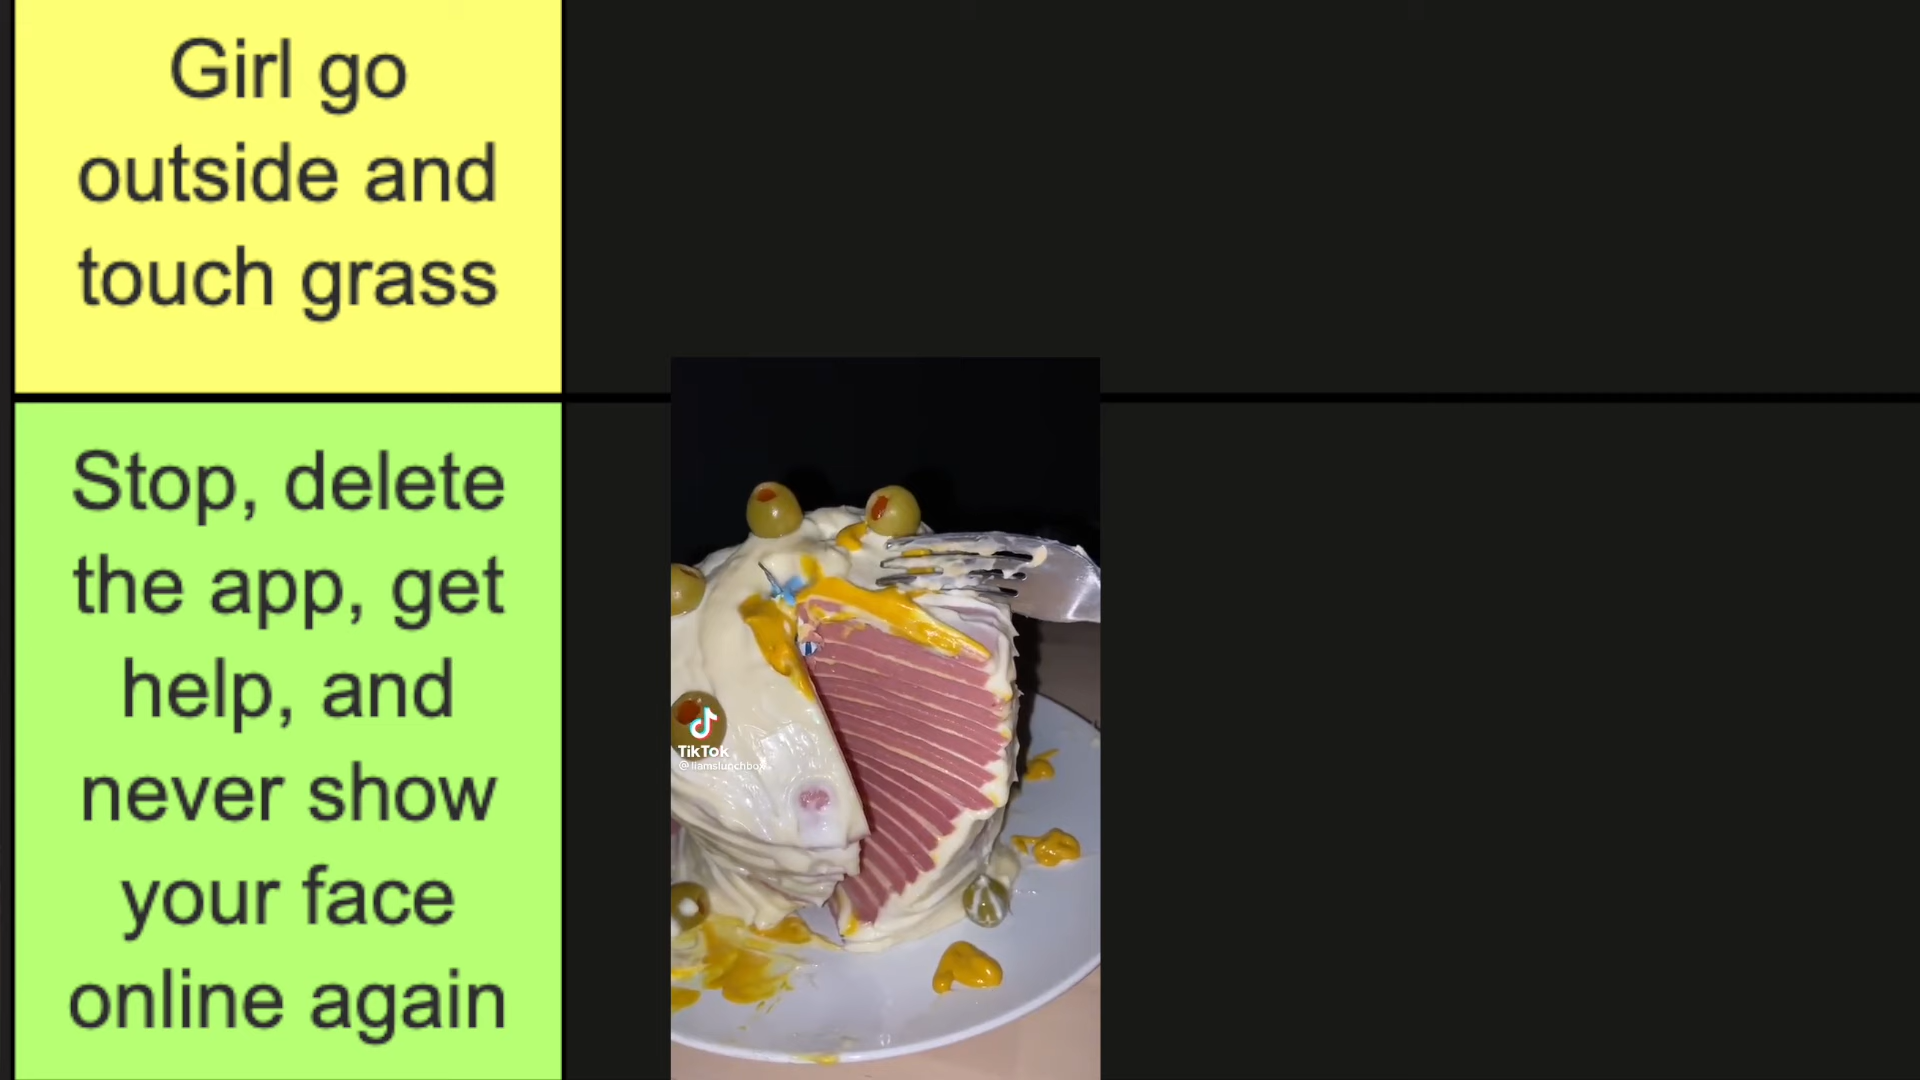 Girl go
outside and
touch grass
Stop, delete
the app, get
help, and
never show
your face
online again
TikTok
@liamslunchbox